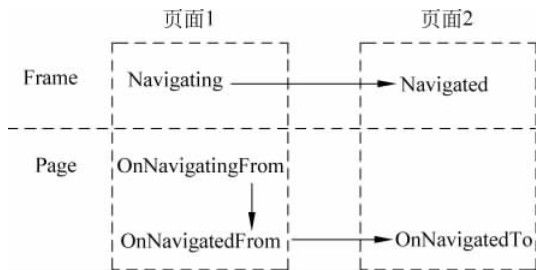 页面1 页面2
Frame Navigating Navigated
Page OnNavigatingFrom
OnNavigatedFrom OnNavigatedTo